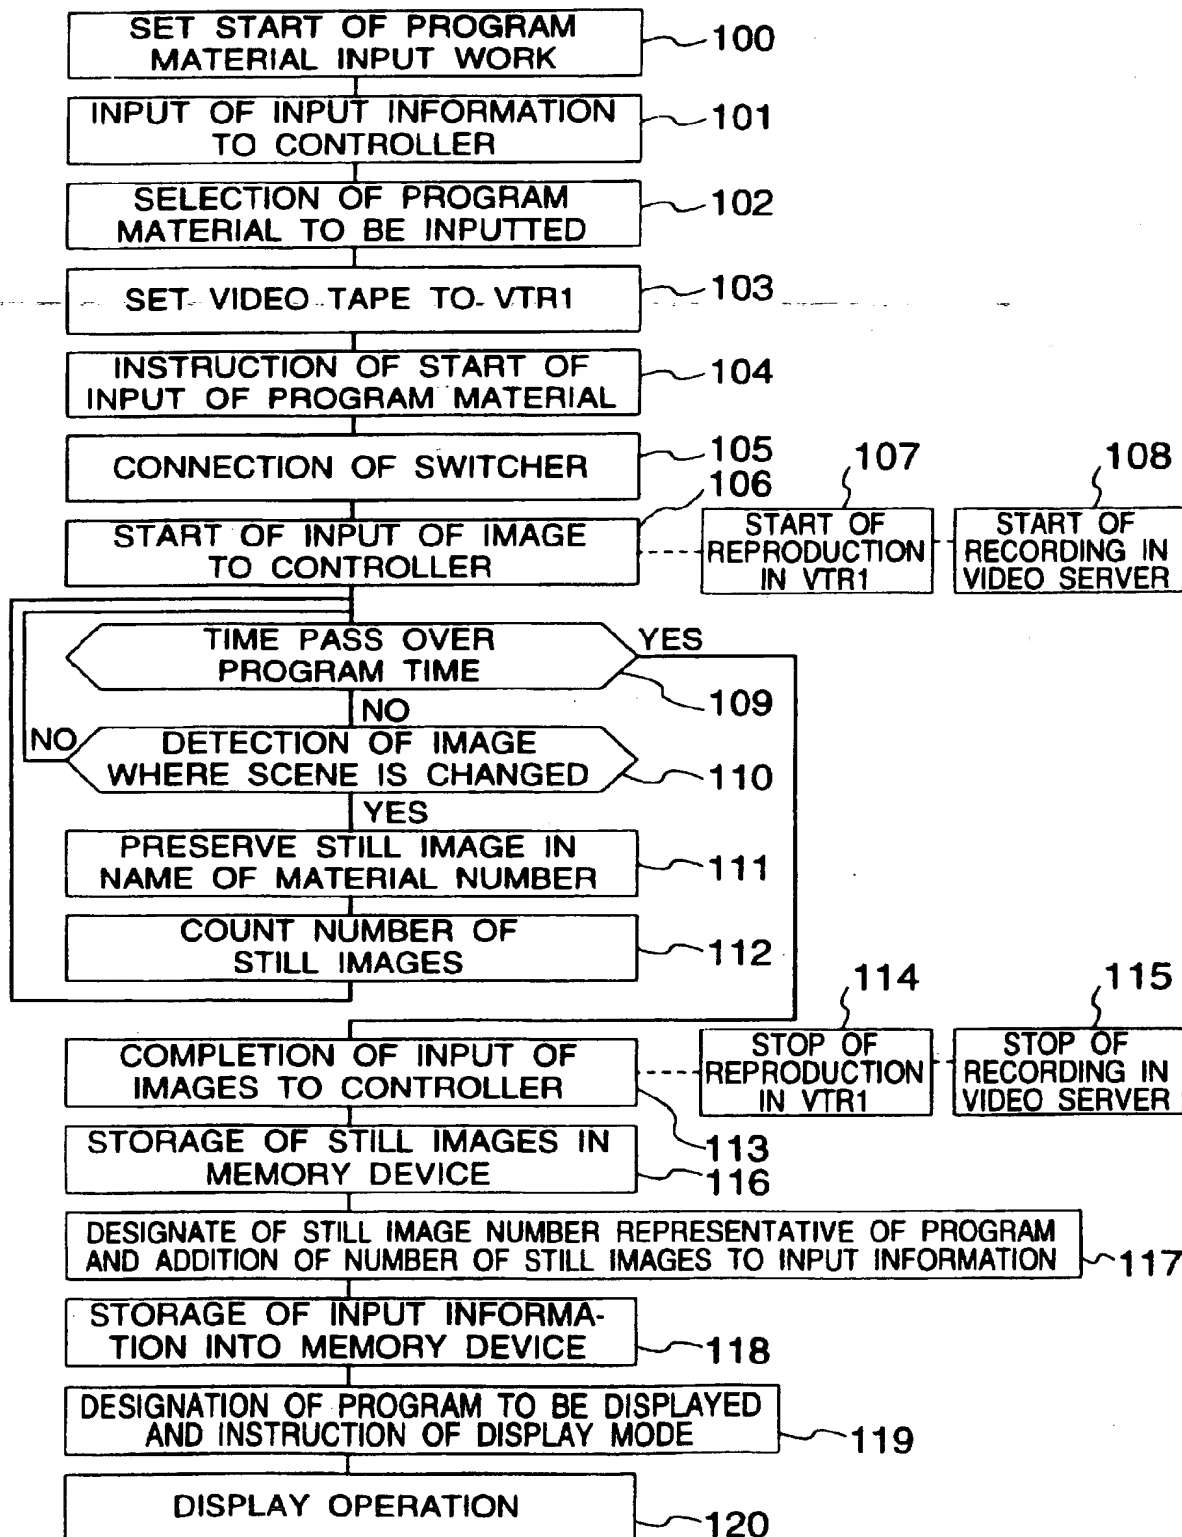 SET START OF PROGRAM
MATERIAL INPUT WORK
100
INPUT OF INPUT INFORMATION
TO CONTROLLER
101
SELECTION OF PROGRAM
MATERIAL TO BE INPUTTED
102
SET VIDEO TAPE TO VTR1
103
INSTRUCTION OF START OF
INPUT OF PROGRAM MATERIAL
104
CONNECTION OF SWITCHER
105
START OF INPUT OF IMAGE
TO CONTROLLER
106
107
START OF
REPRODUCTION
IN VTR1
108
START OF
RECORDING IN
VIDEO SERVER
TIME PASS OVER
PROGRAM TIME
YES
109
NO
DETECTION OF IMAGE
WHERE SCENE IS CHANGED
NO
110
YES
PRESERVE STILL IMAGE IN
NAME OF MATERIAL NUMBER
111
COUNT NUMBER OF
STILL IMAGES
112
COMPLETION OF INPUT OF
IMAGES TO CONTROLLER
113
114
STOP OF
REPRODUCTION
IN VTR1
115
STOP OF
RECORDING IN
VIDEO SERVER
STORAGE OF STILL IMAGES IN
MEMORY DEVICE
116
DESIGNATE OF STILL IMAGE NUMBER REPRESENTATIVE OF PROGRAM
AND ADDITION OF NUMBER OF STILL IMAGES TO INPUT INFORMATION
117
STORAGE OF INPUT INFORMA-
TION INTO MEMORY DEVICE
118
DESIGNATION OF PROGRAM TO BE DISPLAYED
AND INSTRUCTION OF DISPLAY MODE
119
DISPLAY OPERATION
120